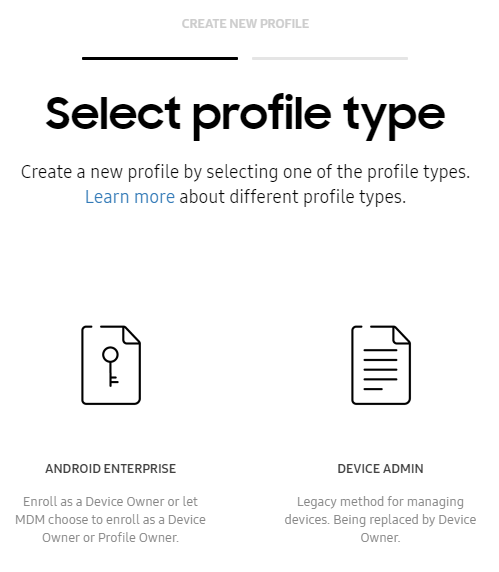 CREATE NEW PROFILE
Select profile type
Create a new profile by selecting one of the profile types.
Learn more about different profile types.
ANDROID ENTERPRISE
Enroll as a Device Owner or let
MDM choose to enroll as a Device
Owner or Profile Owner.
DEVICE ADMIN
Legacy method for managing
devices. Being replaced by Device
Owner.